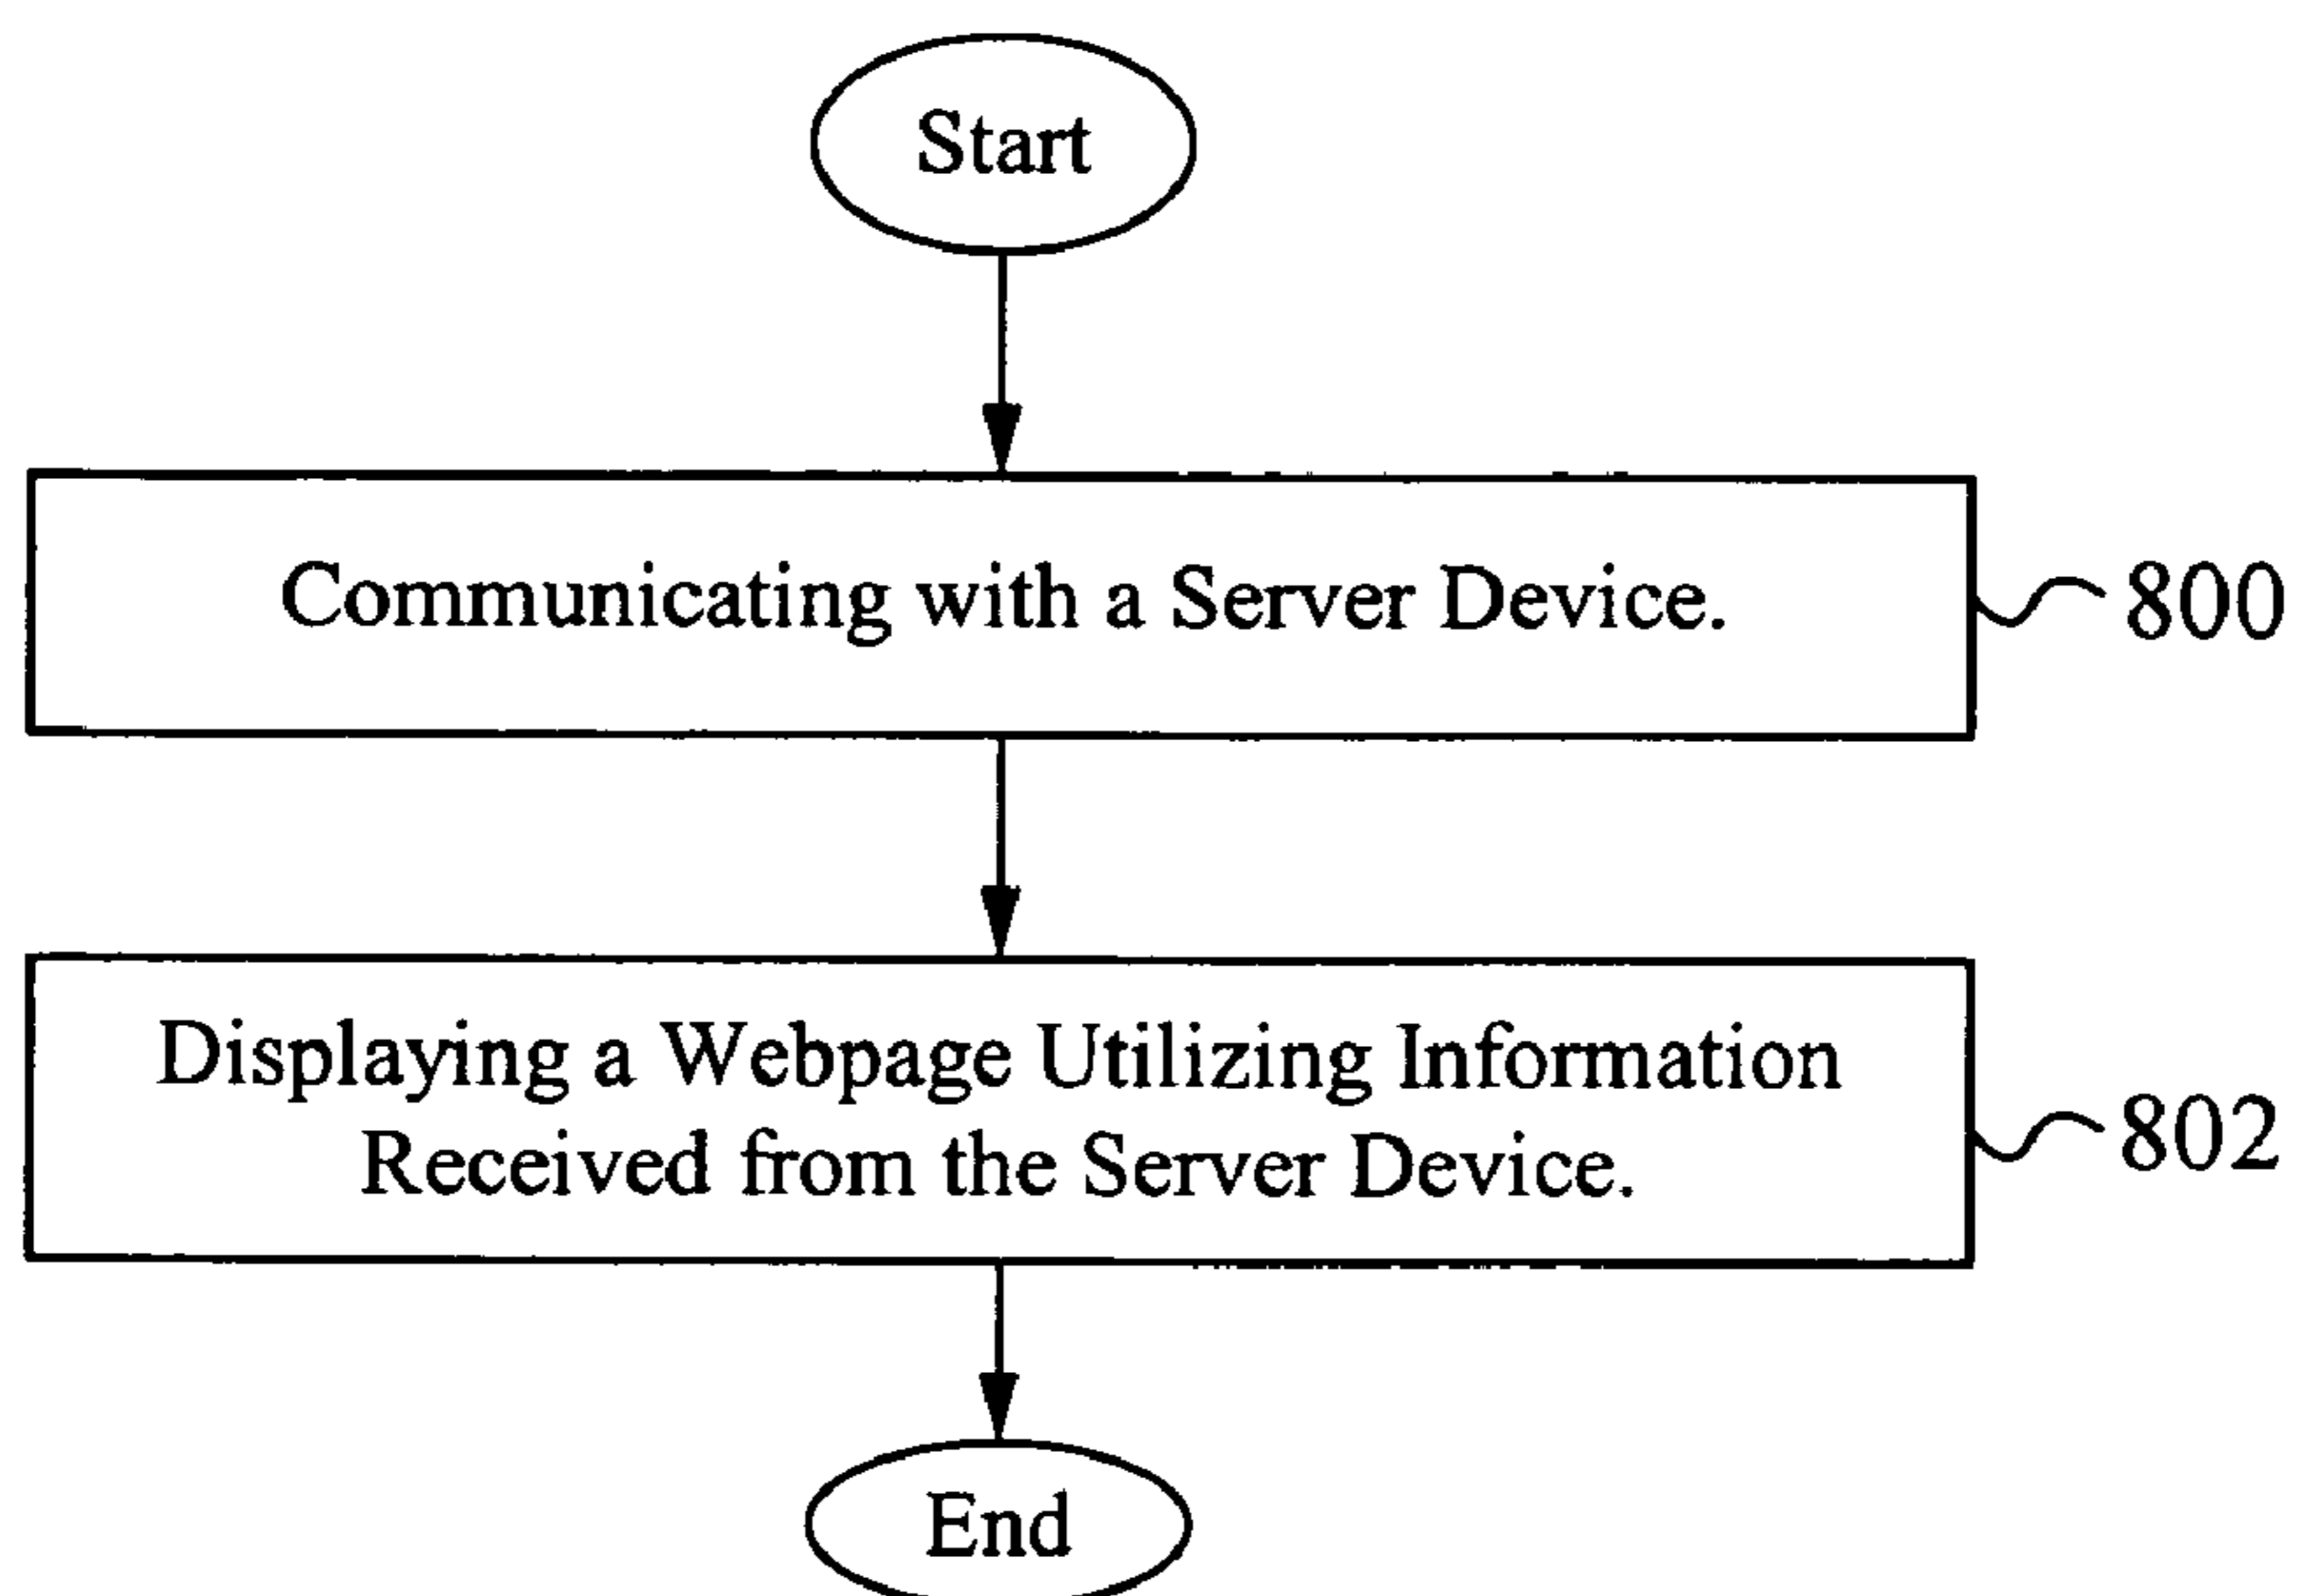 Start
Communicating with a Server Device.
800
Displaying a Webpage Utilizing Information
Received from the Server Device.
802
End